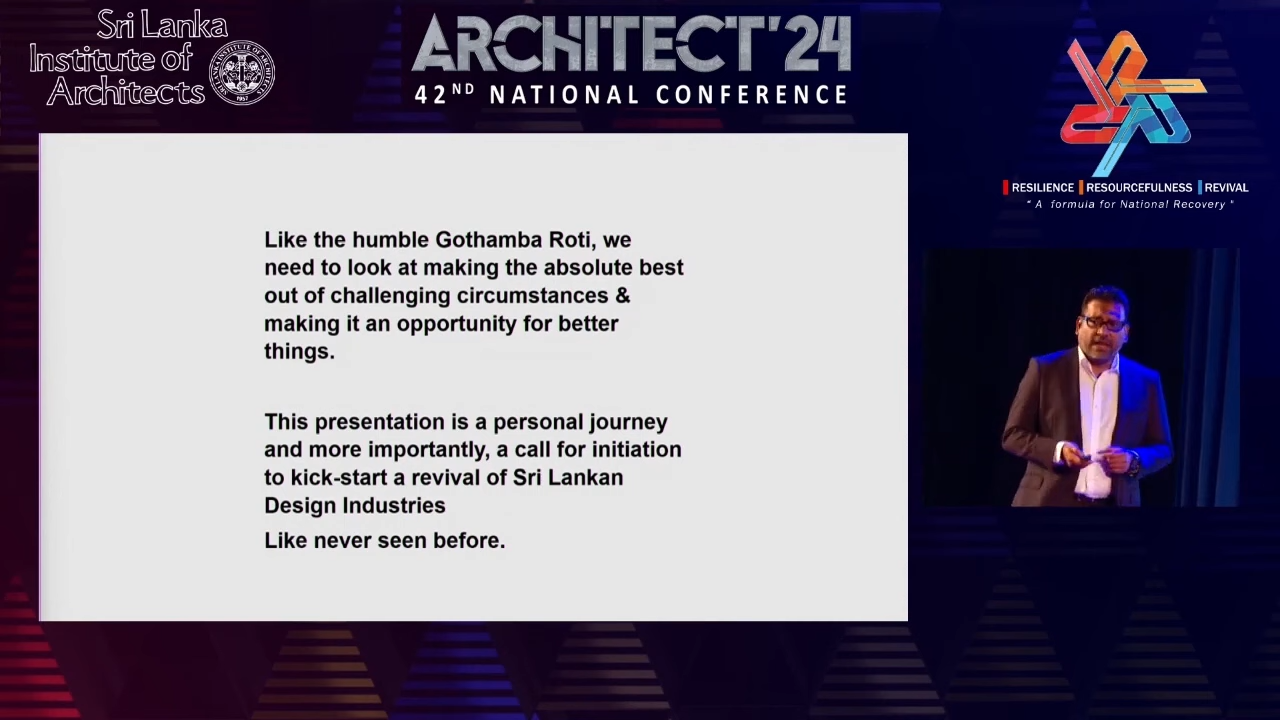 Sri Lanka
Institute of
Architects
1957
ARCHITECT'24
42ND NATIONAL CONFERENCE
RESILIENCE RESOURCEFULNESS REVIVAL
" A formula for National Recovery "
Like the humble Gothamba Roti, we
need to look at making the absolute best
out of challenging circumstances &
making it an opportunity for better
things.
This presentation is a personal journey
and more importantly, a call for initiation
to kick-start a revival of Sri Lankan
Design Industries
Like never seen before.